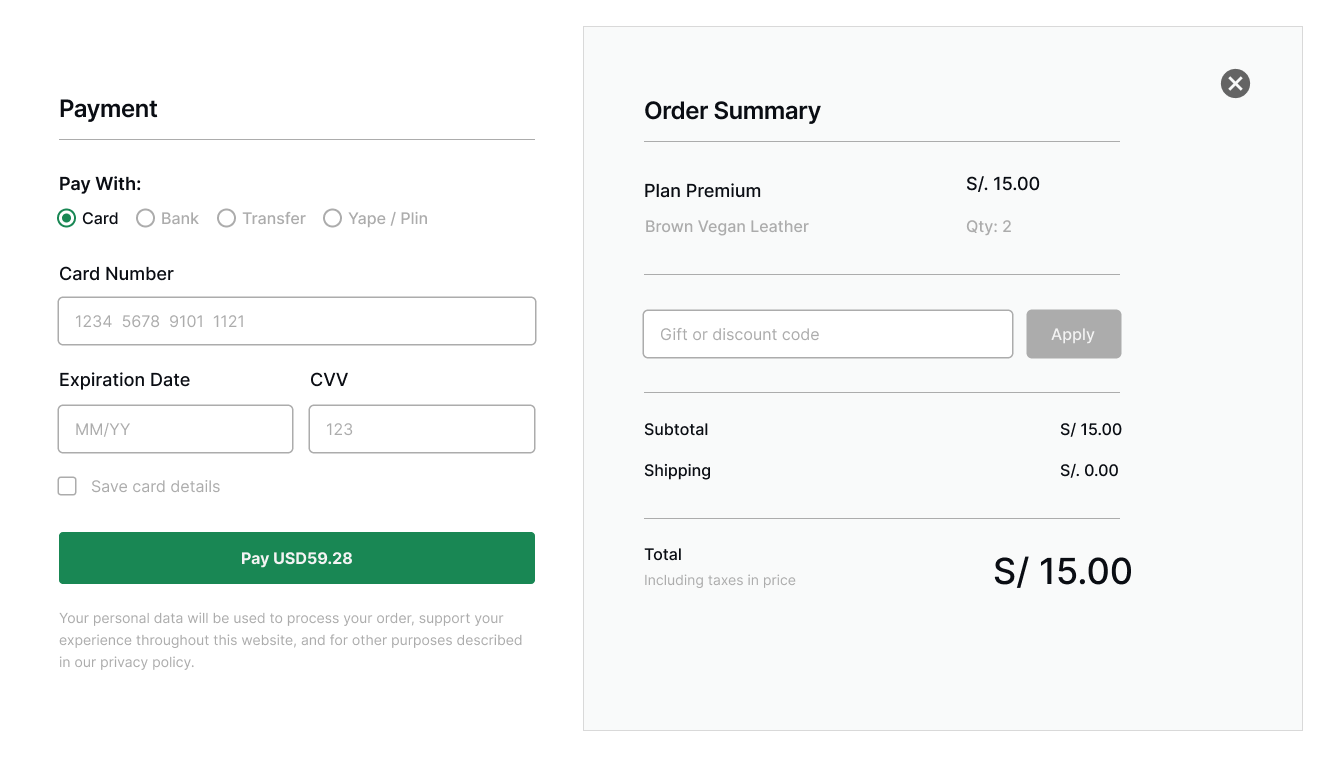 Payment
Pay With:
Card Bank Transfer Yape / Plin
Card Number
1234 5678 9101 1121
Expiration Date CVV
MM/YY 123
Save card details
Pay USD59.28
Your personal data will be used to process your order, support your
experience throughout this website, and for other purposes described
in our privacy policy.
Order Summary
Plan Premium S/. 15.00
Brown Vegan Leather Qty: 2
Gift or discount code Apply
Subtotal S/ 15.00
Shipping S/. 0.00
Total S/ 15.00
Including taxes in price